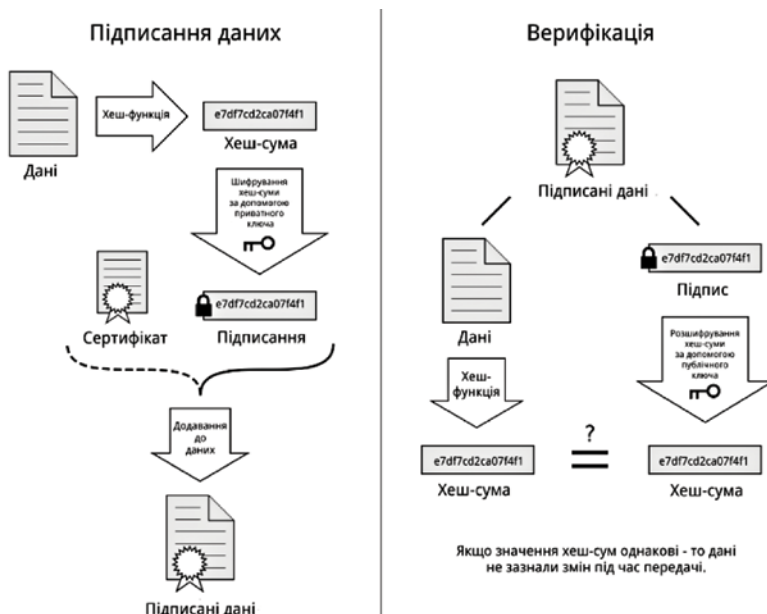 Підписання даних
Хеш-функція
e7df7cd2ca07f4f1
Хеш-сума
Дані
Шифрування
хеш-суми
за допомогою
приватного
ключа
e7df7cd2ca07f4f1
Сертифікат
Підписання
Додавання
до
даних
Підписані дані
Верифікація
Підписані дані
e7df7cd2ca07f4f1
Підпис
Дані
Хеш-
функція
Розшифрування
хеш-суми
за допомогою
публічного
ключа
?
e7df7cd2ca07f4f1
=
e7df7cd2ca07f4f1
Хеш-сума
Хеш-сума
Якщо значення хеш-сум однакові - то дані
не зазнали змін під час передачі.